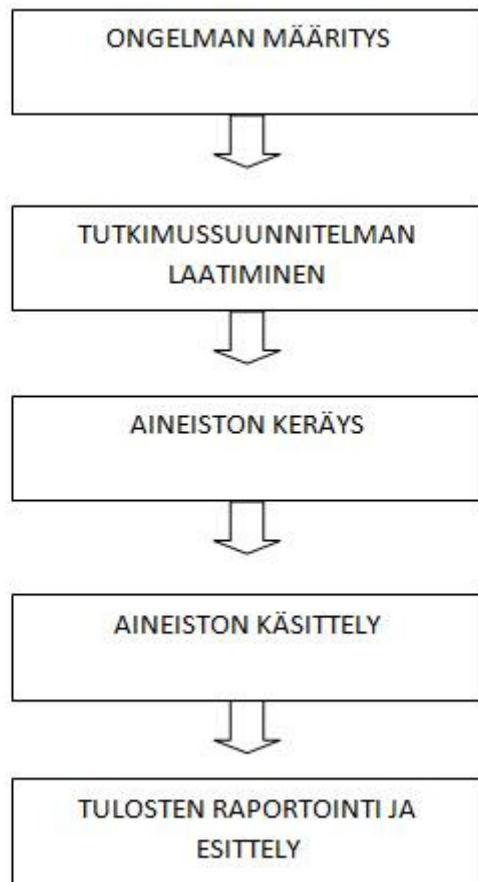 ONGELMAN MÄÄRITYS
TUTKIMUSSUUNNITELMAN
LAATIMINEN
AINEISTON KERÄYS
AINEISTON KÄSITTELY
TULOSTEN RAPORTOINTI JA
ESITTELY